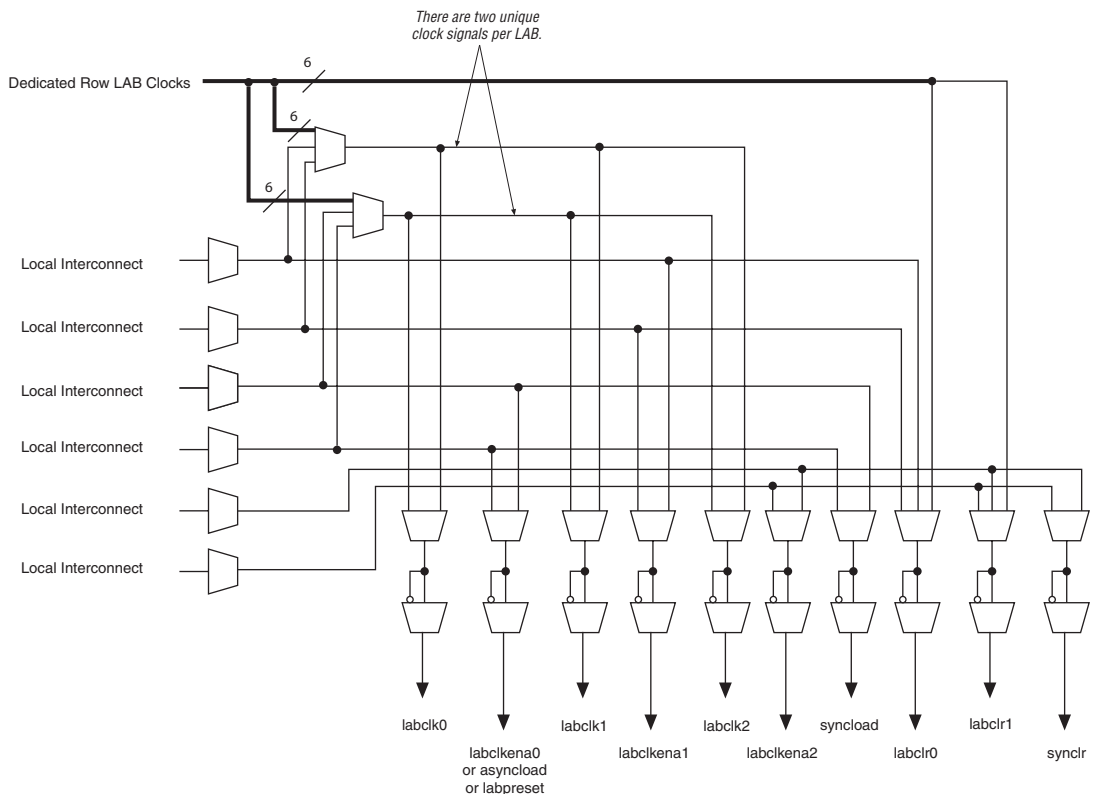 There are two unique
clock signals per LAB.
6
Dedicated Row LAB Clocks
6
6
Local Interconnect
Local Interconnect
Local Interconnect
Local Interconnect
Local Interconnect
Local Interconnect
labclk0
labclk1
labclk2
syncload
labclr1
labclkena0
or asyncload
or labpreset
labclkena1
labclkena2
labclr0
synclr